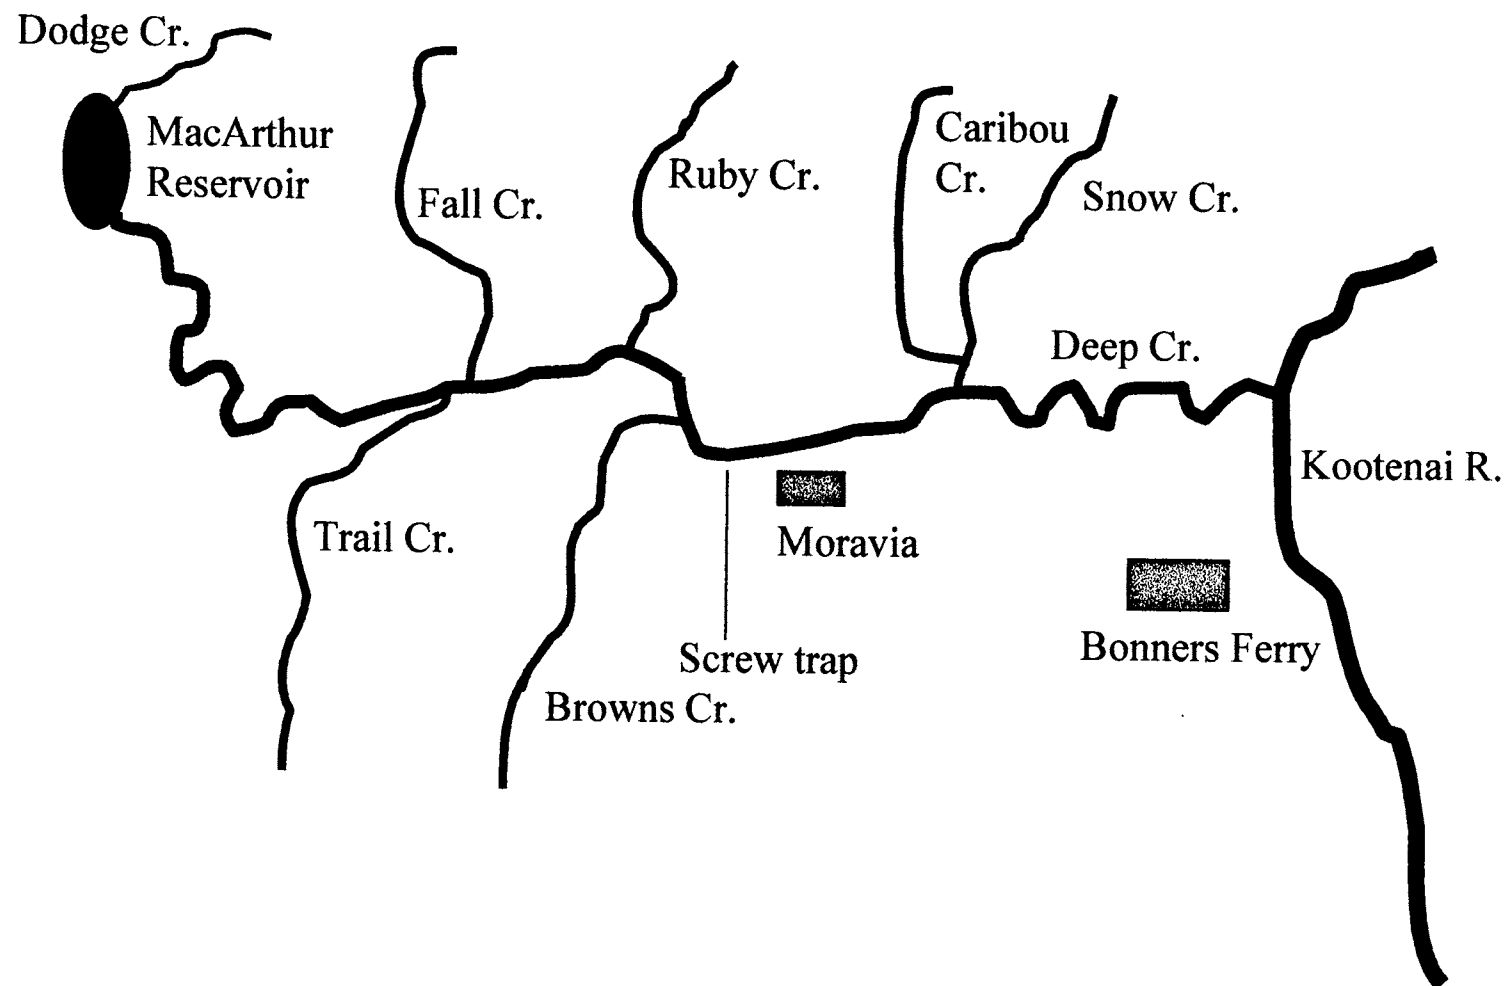 Dodge Cr.
MacArthur
Reservoir
Fall Cr.
Ruby Cr.
Caribou
Cr.
Snow Cr.
Deep Cr.
Kootenai R.
Trail Cr.
Moravia
Bonners Ferry
Screw trap
Browns Cr.